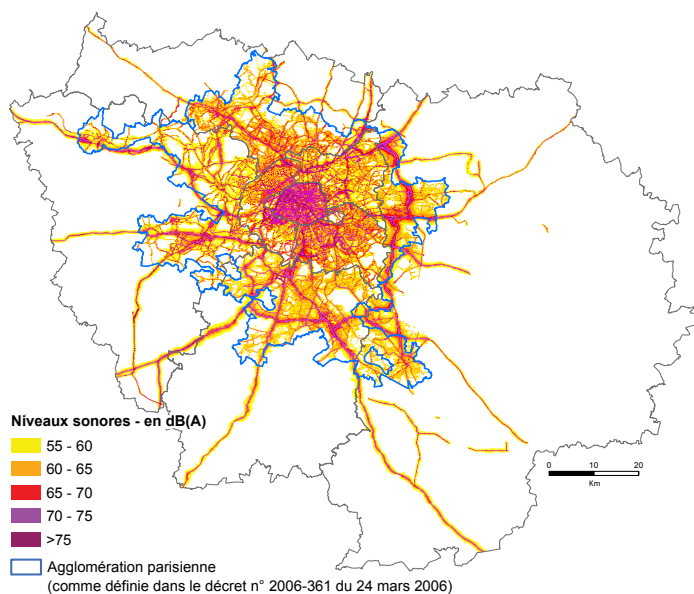 Níveaux sonores - en dB(A)
55 - 60
60 - 65
65 - 70
70 - 75
>75
Agglomération parisienne
(comme définie dans le décret n° 2006-361 du 24 mars 2006)
0 10 20
Km